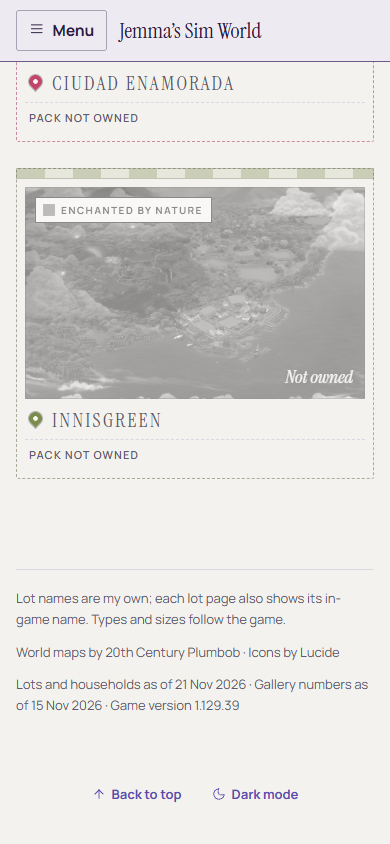 Menu
Jemma's Sim World
CIUDAD ENAMORADA
PACK NOT OWNED
ENCHANTED BY NATURE
Not owned
INNISGREEN
PACK NOT OWNED
Lot names are my own; each lot page also shows its in-
game name. Types and sizes follow the game.
World maps by 20th Century Plumbob · Icons by Lucide
Lots and households as of 21 Nov 2026 · Gallery numbers as
of 15 Nov 2026 · Game version 1.129.39
Back to top
Dark mode